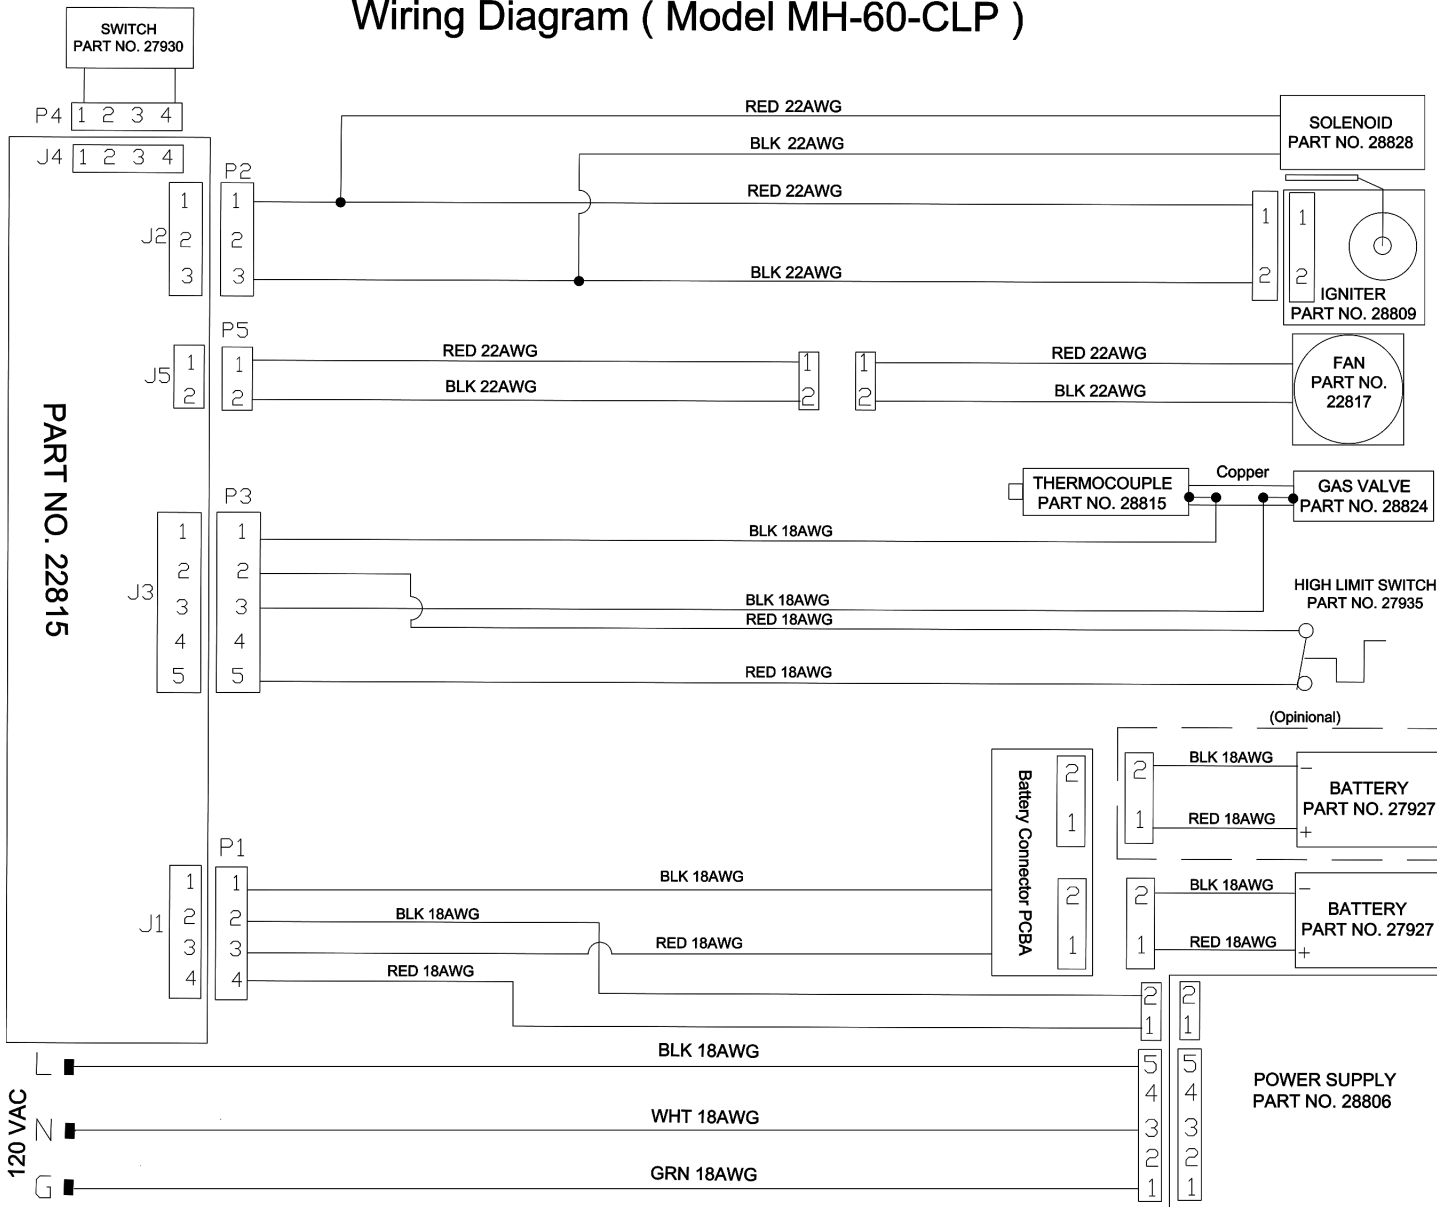 Wiring Diagram ( Model MH-60-CLP )
SWITCH
PART NO. 27930
P4 1 2 3 4
J4 1 2 3 4
RED 22AWG
BLK 22AWG
SOLENOID
PART NO. 28828
P2
J2
1
2
3
1
2
3
RED 22AWG
BLK 22AWG
1
2
1
2
IGNITER
PART NO. 28809
P5
J5
1
2
1
2
RED 22AWG
BLK 22AWG
1
2
1
2
RED 22AWG
BLK 22AWG
FAN
PART NO.
22817
PART NO. 22815
THERMOCOUPLE
PART NO. 28815
Copper
GAS VALVE
PART NO. 28824
P3
J3
1
2
3
4
5
1
2
3
4
5
BLK 18AWG
BLK 18AWG
RED 18AWG
RED 18AWG
HIGH LIMIT SWITCH
PART NO. 27935
(Opinional)
Battery Connector PCBA
2
1
2
1
2
1
BLK 18AWG
RED 18AWG
−
+
BATTERY
PART NO. 27927
2
1
BLK 18AWG
RED 18AWG
−
+
BATTERY
PART NO. 27927
P1
J1
1
2
3
4
1
2
3
4
BLK 18AWG
BLK 18AWG
RED 18AWG
RED 18AWG
2
1
2
1
120 VAC
L
N
G
BLK 18AWG
WHT 18AWG
GRN 18AWG
5
4
3
2
1
5
4
3
2
1
POWER SUPPLY
PART NO. 28806